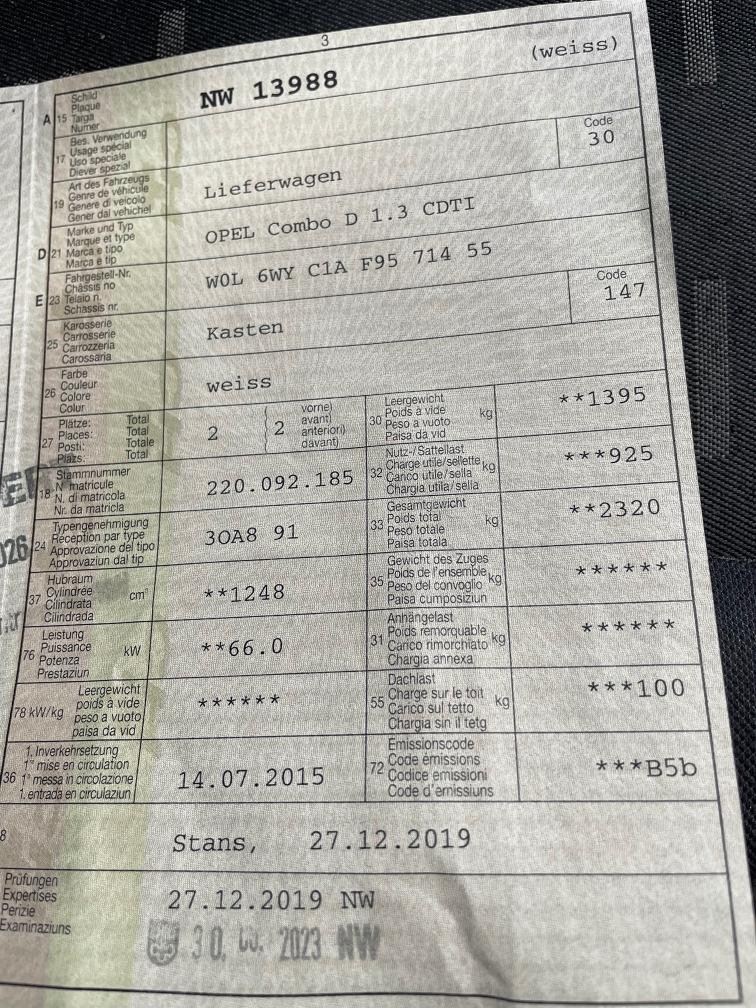 3
A 15 Schild
Plaque
Targa
Numer
NW 13988 (weiss)
17 Bes. Verwendung
Usage spécial
Uso speciale
Diever spezial
Code
30
19 Art des Fahrzeugs
Genre de véhicule
Genere di veicolo
Gener dal vehichel
Lieferwagen
D 21 Marke und Typ
Marque et type
Marca e tipo
Marca e tip
OPEL Combo D 1.3 CDTI
E 23 Fahrgestell-Nr.
Châssis no
Telaio n.
Schassis nr.
W0L 6WY C1A F95 714 55
25 Karosserie
Carrosserie
Carrozzeria
Carossaria
Kasten
Code
147
26 Farbe
Couleur
Colore
Colur
weiss
27 Plätze: Total
Places: Total
Posti: Totale
Plazs: Total
2 2 vorne)
avant)
anteriori)
davant)
30 Leergewicht
Poids à vide
Peso a vuoto
Paisa da vid
kg
**1395
18 Stammnummer
N° matricule
N. di matricola
Nr. da matricla
220.092.185
32 Nutz-/Sattellast
Charge utile/sellette
Carico utile/sella
Chargia utila/sella
kg
***925
24 Typengenehmigung
Réception par type
Approvazione del tipo
Approvaziun dal tip
3OA8 91
33 Gesamtgewicht
Poids total
Peso totale
Paisa totala
kg
**2320
026
37 Hubraum
Cylindrée
Cilindrata
Cilindrada
cm³
**1248
35 Gewicht des Zuges
Poids de l'ensemble
Peso del convoglio
Paisa cumposiziun
kg
******
76 Leistung
Puissance
Potenza
Prestaziun
kW
**66.0
31 Anhängelast
Poids remorquable
Carico rimorchiato
Chargia annexa
kg
******
78 kW/kg Leergewicht
poids à vide
peso a vuoto
paisa da vid
******
55 Dachlast
Charge sur le toit
Carico sul tetto
Chargia sin il tetg
kg
***100
36 1. Inverkehrsetzung
1re mise en circulation
1a messa in circolazione
1. entrada en circulaziun
14.07.2015
72 Emissionscode
Code émissions
Codice emissioni
Code d'emissiuns
***B5b
8
Stans, 27.12.2019
Prüfungen
Expertises
Perizie
Examinaziuns
27.12.2019 NW
30. 2023 NW